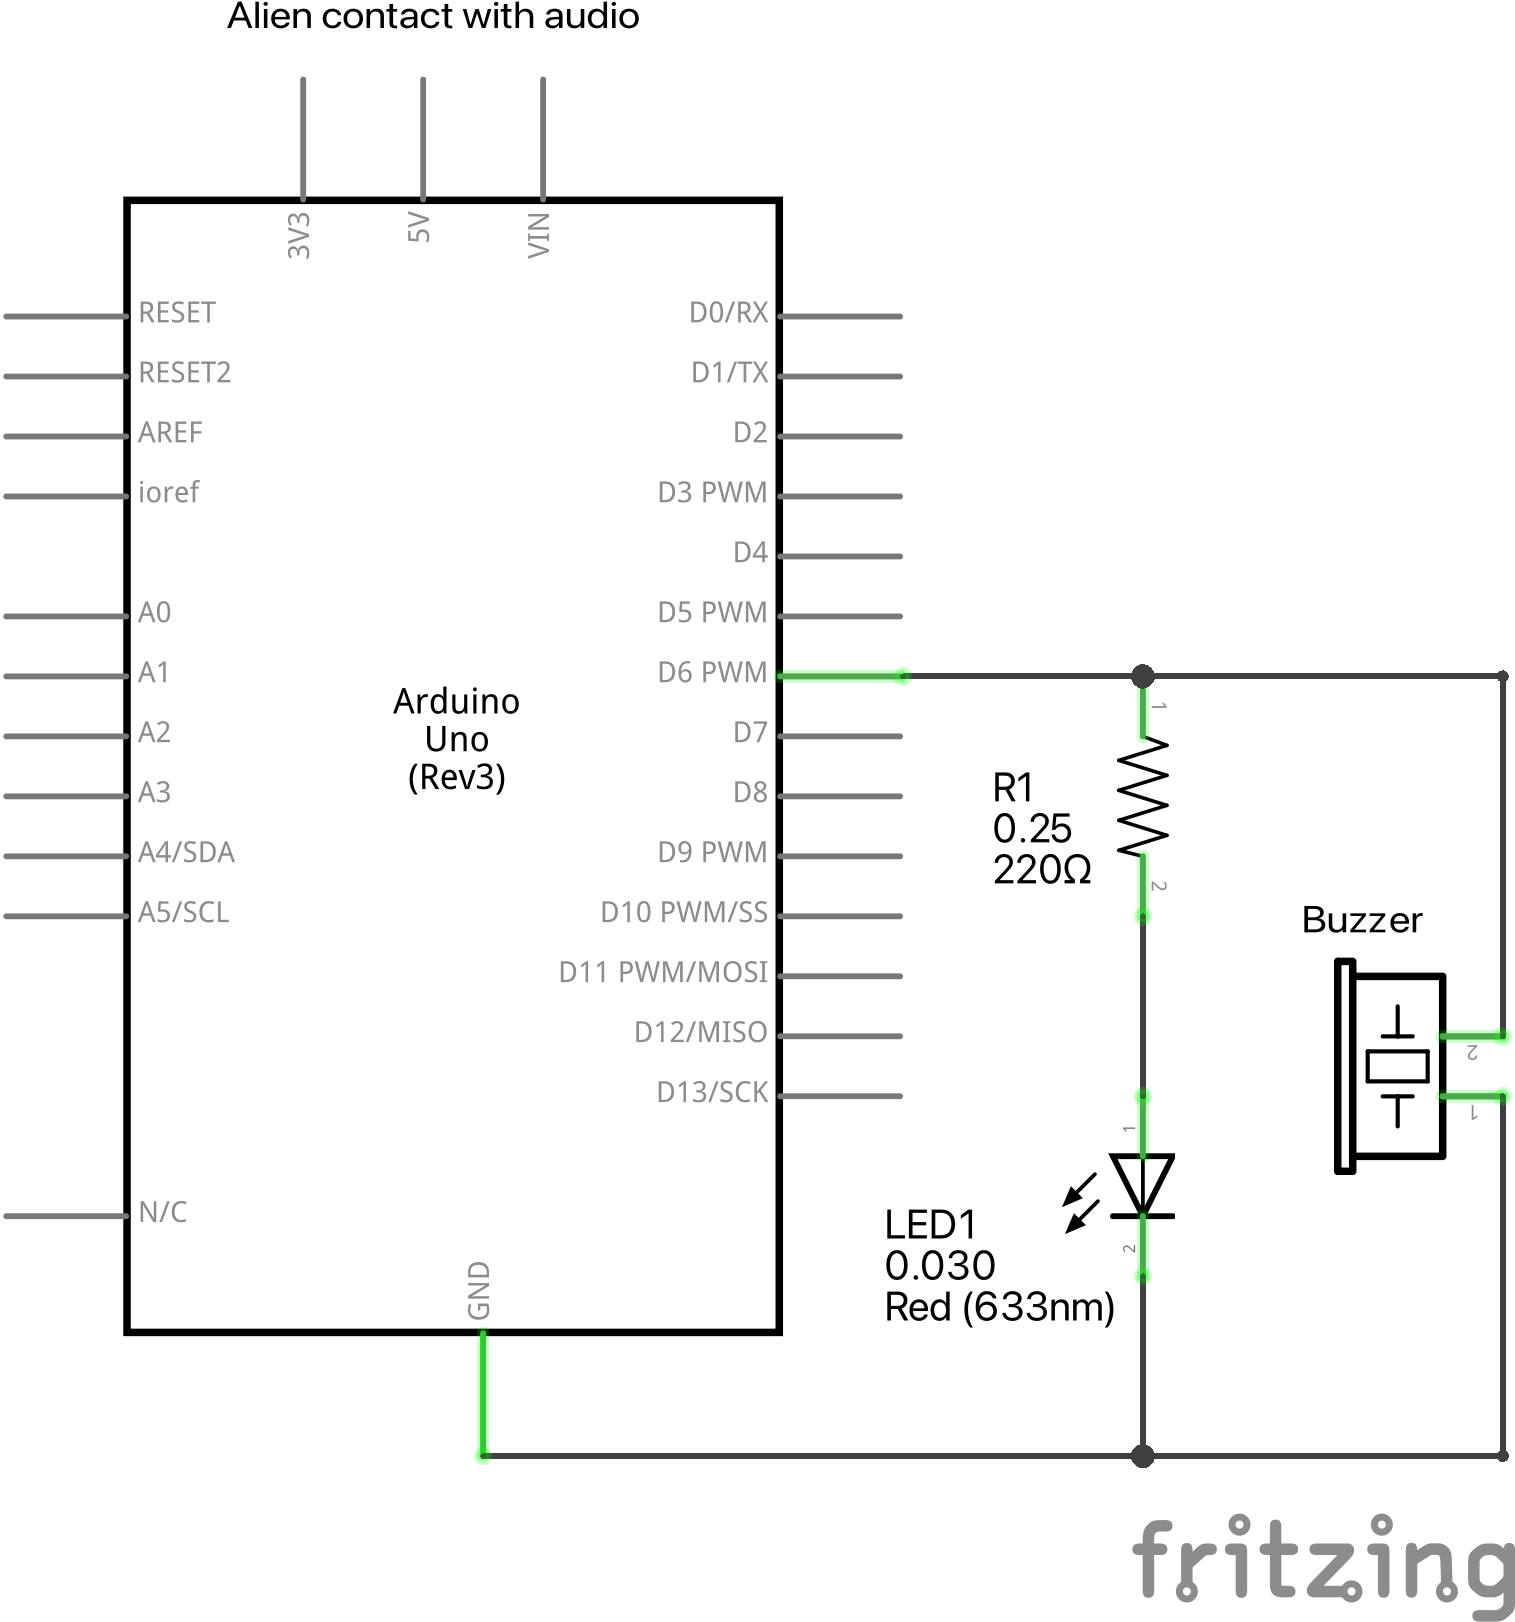 Alien contact with audio
3V3
5V
VIN
RESET
RESET2
AREF
ioref
A0
A1
A2
A3
A4/SDA
A5/SCL
N/C
Arduino
Uno
(Rev3)
D0/RX
D1/TX
D2
D3 PWM
D4
D5 PWM
D6 PWM
D7
D8
D9 PWM
D10 PWM/SS
D11 PWM/MOSI
D12/MISO
D13/SCK
GND
1
R1
0.25
220Ω
2
Buzzer
2
1
1
LED1
0.030
Red (633nm)
2
fritzing